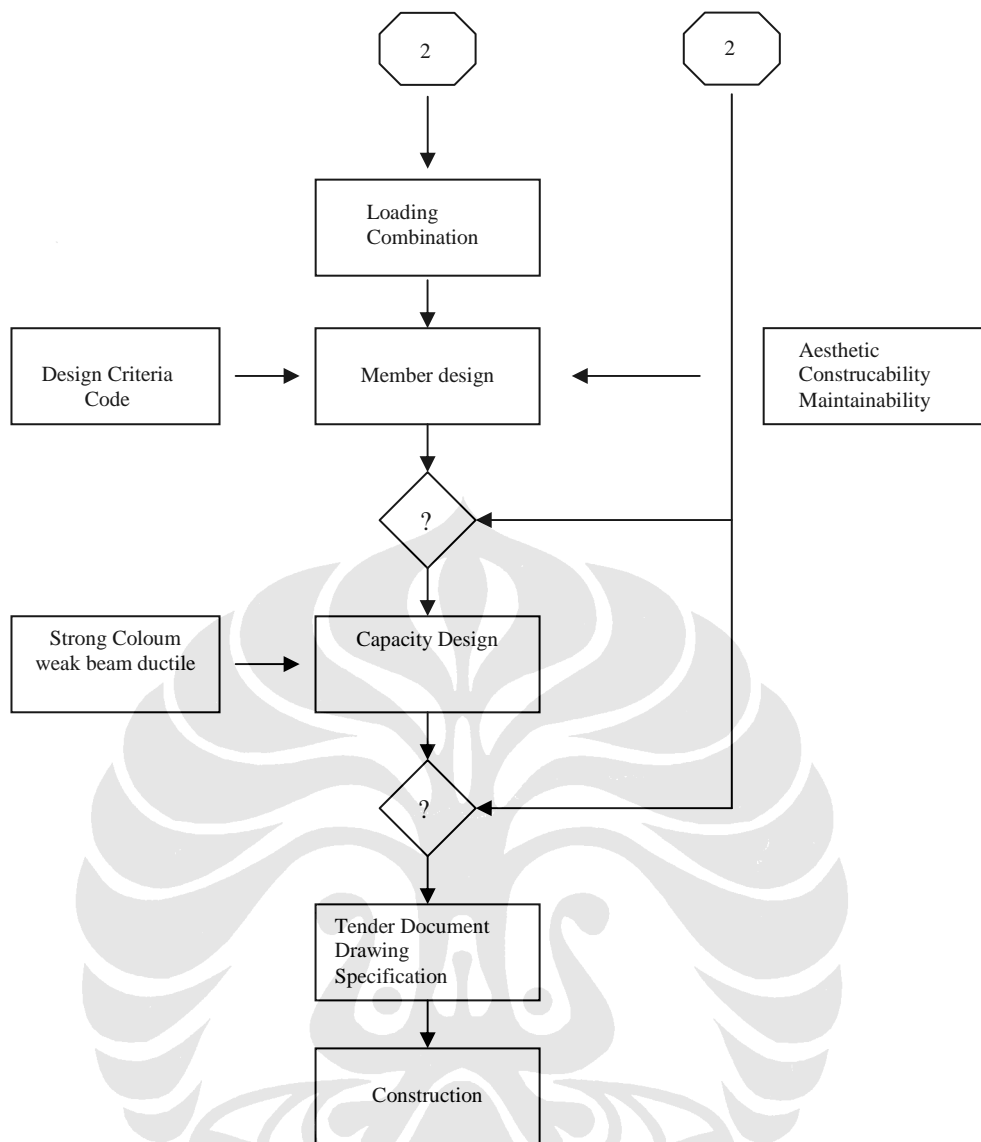 2
2
Loading
Combination
Design Criteria
Code
Member design
Aesthetic
Construcability
Maintainability
?
Strong Coloum
weak beam ductile
Capacity Design
?
Tender Document
Drawing
Specification
Construction